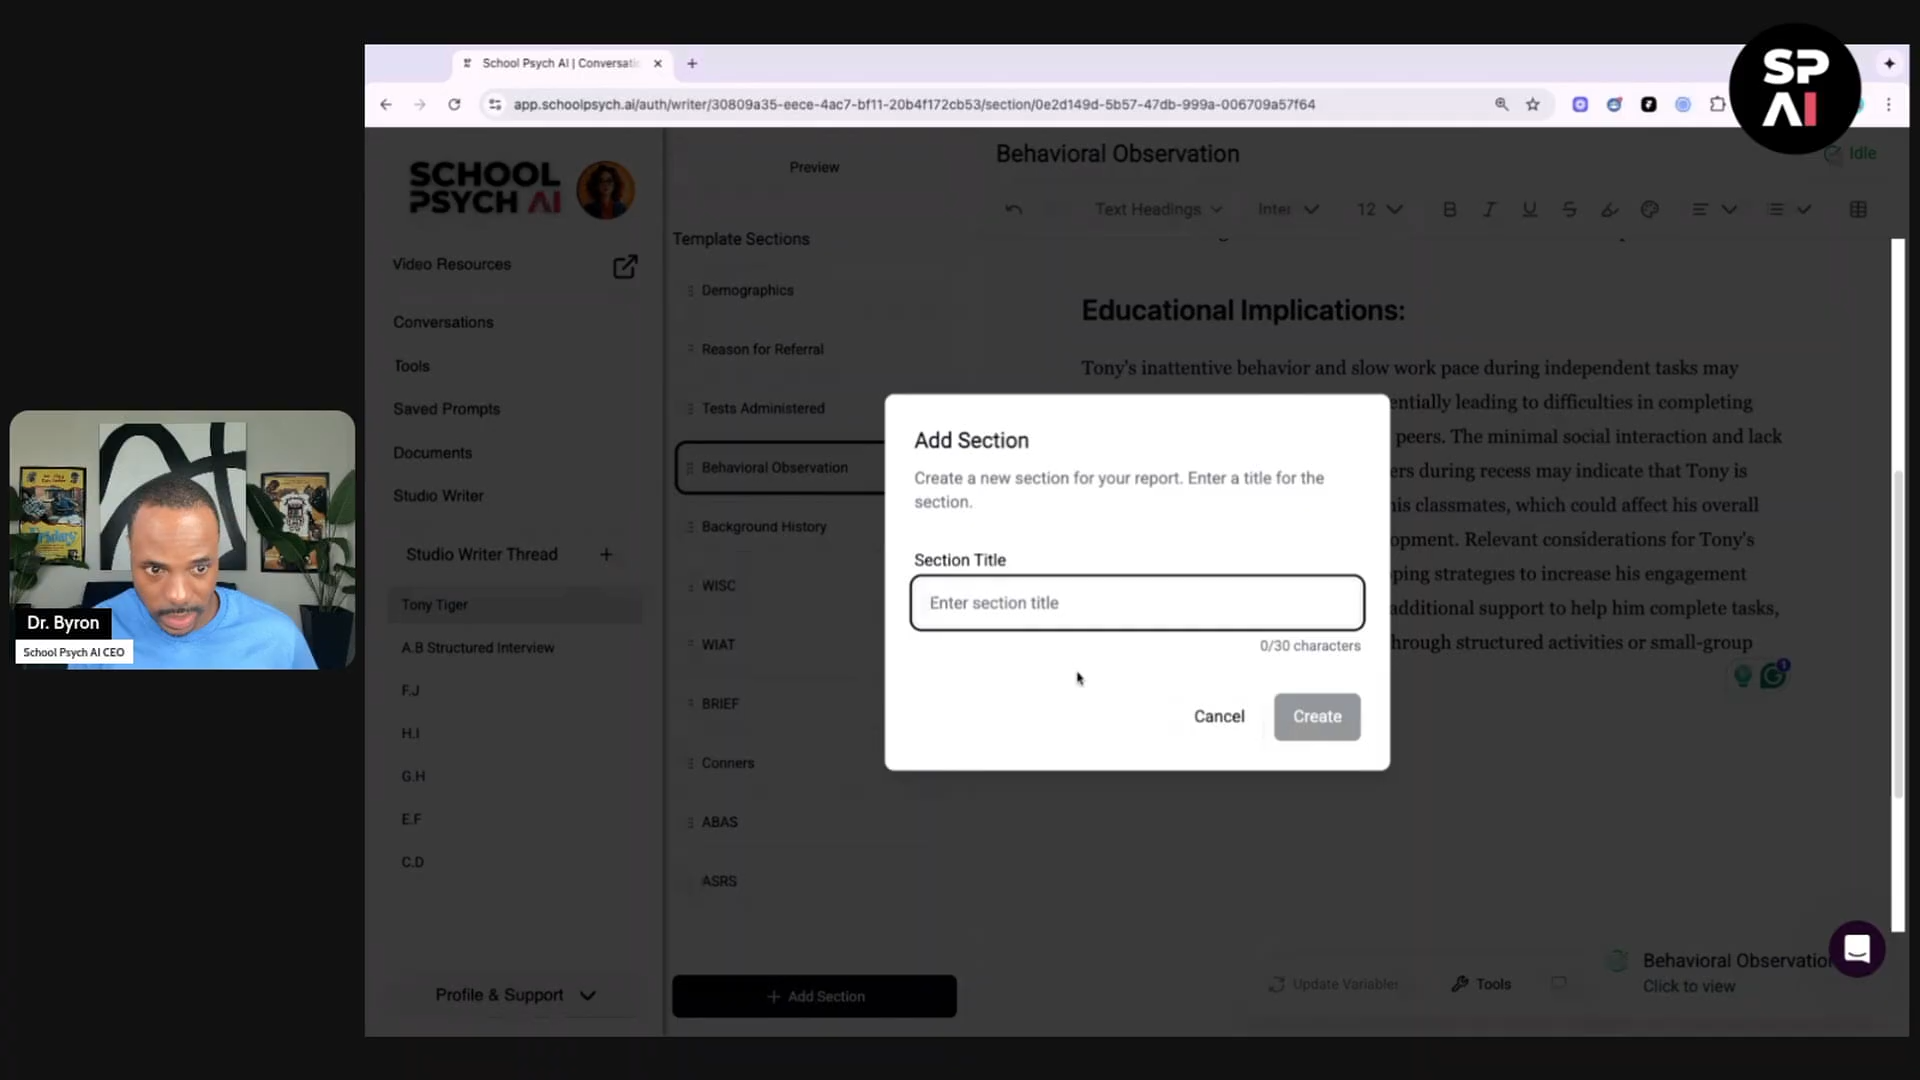 School Psych AI | Conversati
app.schoolpsych.ai/auth/writer/30809a35-eece-4ac7-bf11-20b4f172cb53/section/0e2d149d-5b57-47db-999a-006709a57f64
SP
AI
SCHOOL
PSYCH AI
Video Resources
Conversations
Tools
Saved Prompts
Documents
Studio Writer
Studio Writer Thread
Tony Tiger
A.B Structured Interview
F.J
H.I
G.H
E.F
C.D
Profile & Support
Preview
Template Sections
Demographics
Reason for Referral
Tests Administered
Behavioral Observation
Background History
WISC
WIAT
BRIEF
Conners
ABAS
ASRS
+ Add Section
Behavioral Observation
Idle
Text Headings
Inter
12
B I U S
Educational Implications:
Tony's inattentive behavior and slow work pace during independent tasks may
entially leading to difficulties in completing
peers. The minimal social interaction and lack
ers during recess may indicate that Tony is
his classmates, which could affect his overall
opment. Relevant considerations for Tony's
ping strategies to increase his engagement
additional support to help him complete tasks,
hrough structured activities or small-group
1
Add Section
Create a new section for your report. Enter a title for the
section.
Section Title
Enter section title
0/30 characters
Cancel
Create
Update Variables
Tools
Behavioral Observation
Click to view
Friday
Dr. Byron
School Psych AI CEO